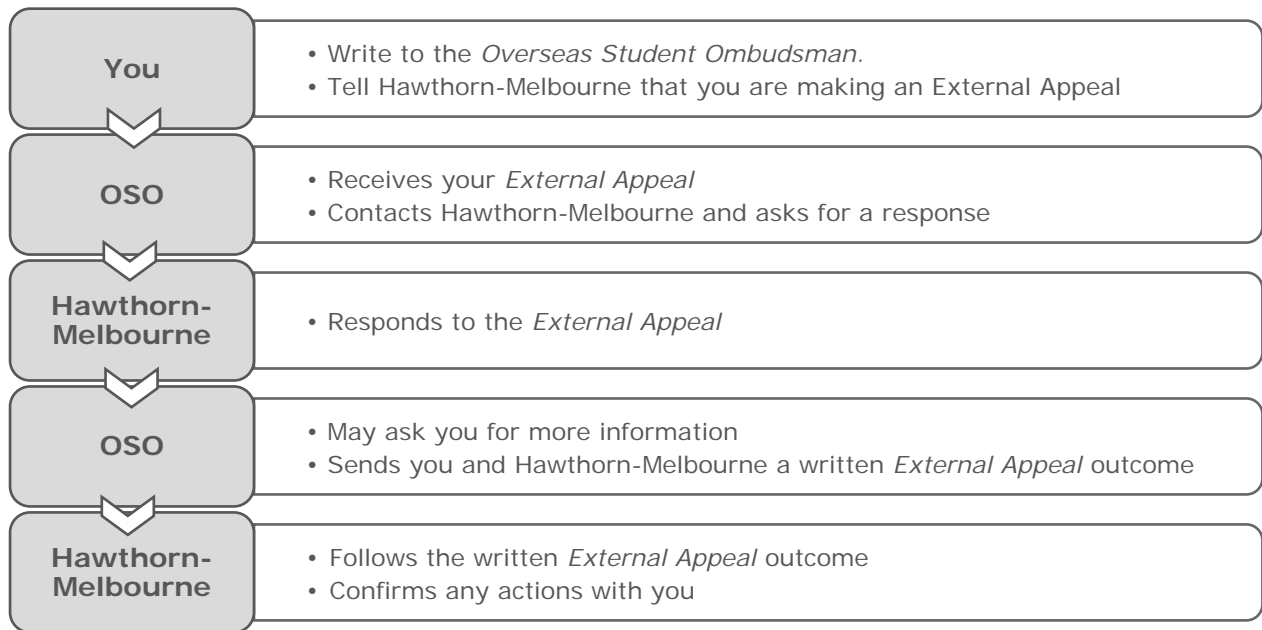 You
• Write to the Overseas Student Ombudsman.
• Tell Hawthorn-Melbourne that you are making an External Appeal
OSO
• Receives your External Appeal
• Contacts Hawthorn-Melbourne and asks for a response
Hawthorn-
Melbourne
• Responds to the External Appeal
OSO
• May ask you for more information
• Sends you and Hawthorn-Melbourne a written External Appeal outcome
Hawthorn-
Melbourne
• Follows the written External Appeal outcome
• Confirms any actions with you